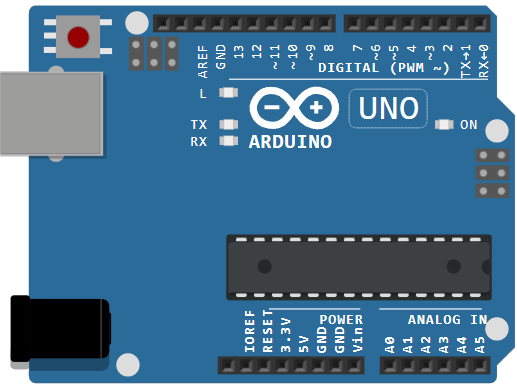 AREF
GND
13
12
~11
~10
~9
8
7
~6
~5
~4
~3
2
TX→1
RX←0
DIGITAL (PWM ~)
L
TX
RX
ARDUINO
UNO
ON
POWER
ANALOG IN
IOREF
RESET
3.3V
5V
GND
GND
Vin
A0
A1
A2
A3
A4
A5